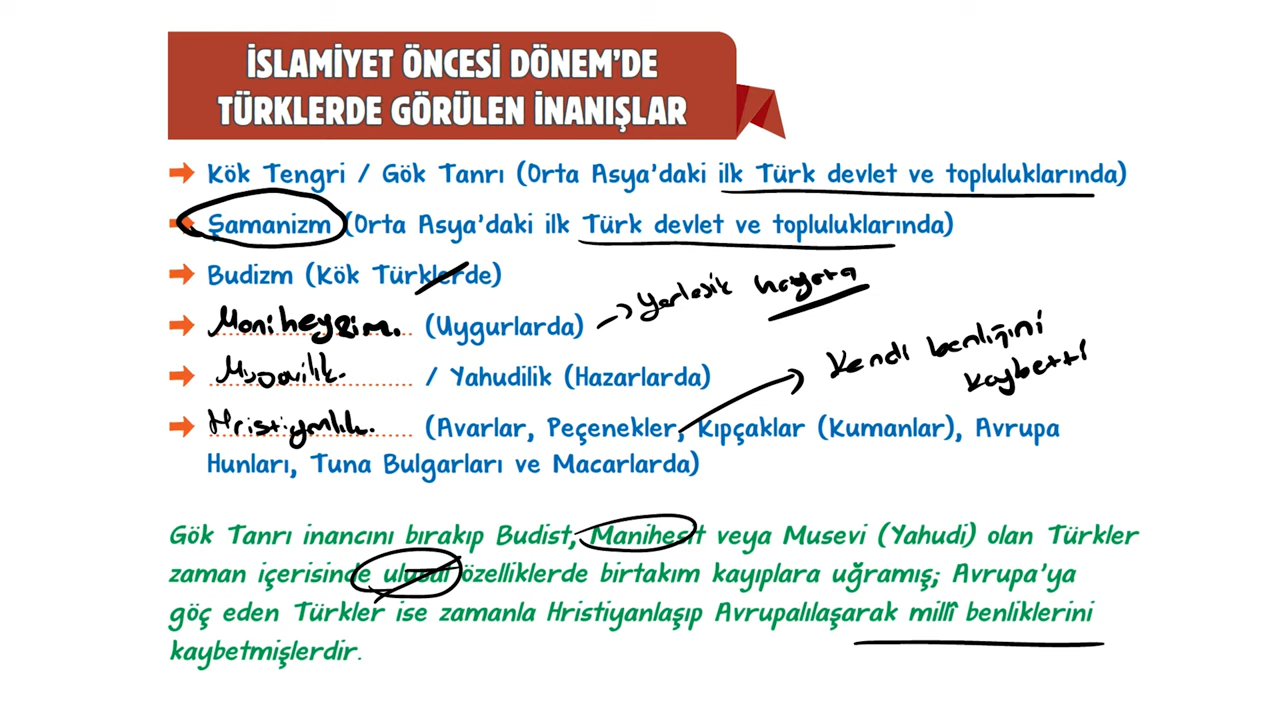 İSLAMİYET ÖNCESİ DÖNEM'DE
TÜRKLERDE GÖRÜLEN İNANIŞLAR
Kök Tengri / Gök Tanrı (Orta Asya'daki ilk Türk devlet ve topluluklarında)
Şamanizm (Orta Asya'daki ilk Türk devlet ve topluluklarında)
Budizm (Kök Türklerde)
Maniheyzim. (Uygurlarda) → Yerleşik hayata
Musavilik. / Yahudilik (Hazarlarda)
Kendi benliğini
kaybetti
Hristiyanlık. (Avarlar, Peçenekler, Kıpçaklar (Kumanlar), Avrupa
Hunları, Tuna Bulgarları ve Macarlarda)
Gök Tanrı inancını bırakıp Budist, Manihesit veya Musevi (Yahudi) olan Türkler
zaman içerisinde ulusal özelliklerde birtakım kayıplara uğramış; Avrupa'ya
göç eden Türkler ise zamanla Hristiyanlaşıp Avrupalılaşarak millî benliklerini
kaybetmişlerdir.